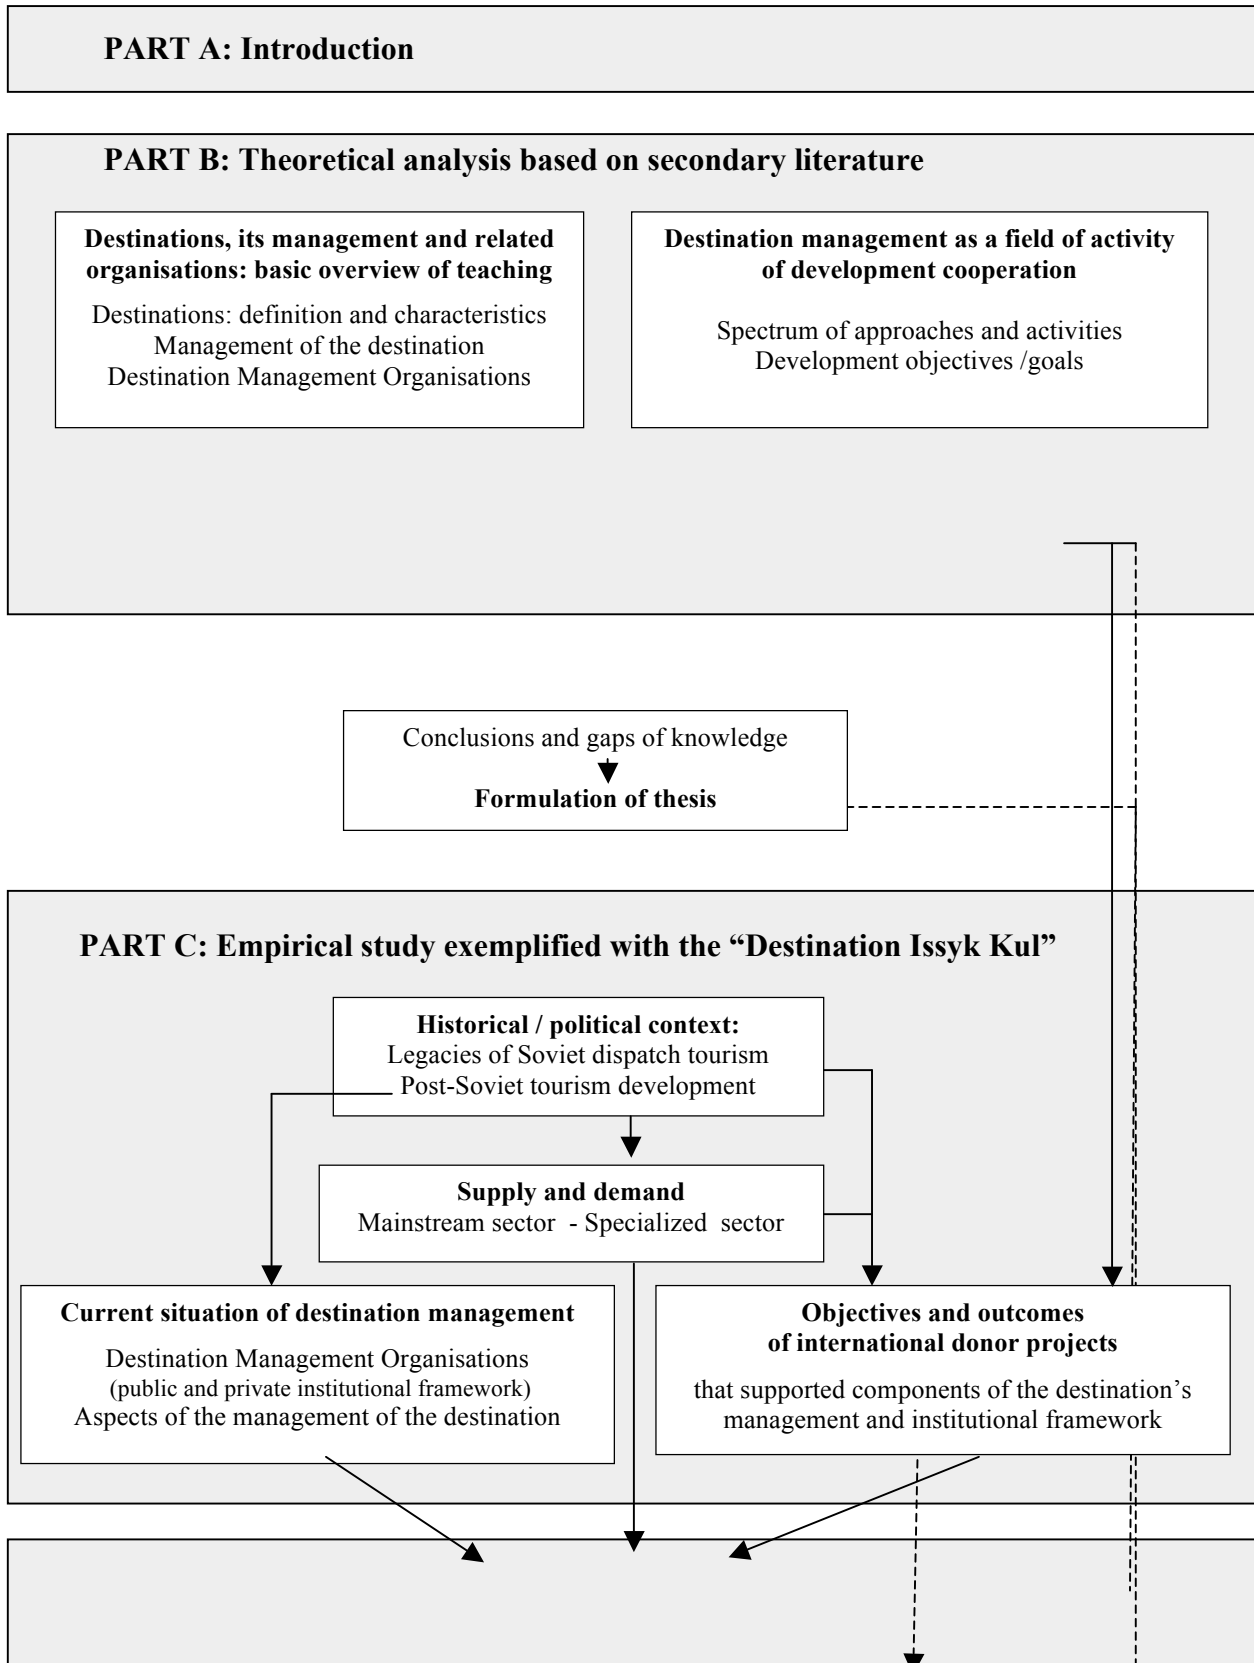 PART A: Introduction
PART B: Theoretical analysis based on secondary literature
Destinations, its management and related
organisations: basic overview of teaching
Destinations: definition and characteristics
Management of the destination
Destination Management Organisations
Destination management as a field of activity
of development cooperation
Spectrum of approaches and activities
Development objectives /goals
Conclusions and gaps of knowledge
Formulation of thesis
PART C: Empirical study exemplified with the “Destination Issyk Kul”
Historical / political context:
Legacies of Soviet dispatch tourism
Post-Soviet tourism development
Supply and demand
Mainstream sector - Specialized sector
Current situation of destination management
Destination Management Organisations
(public and private institutional framework)
Aspects of the management of the destination
Objectives and outcomes
of international donor projects
that supported components of the destination’s
management and institutional framework